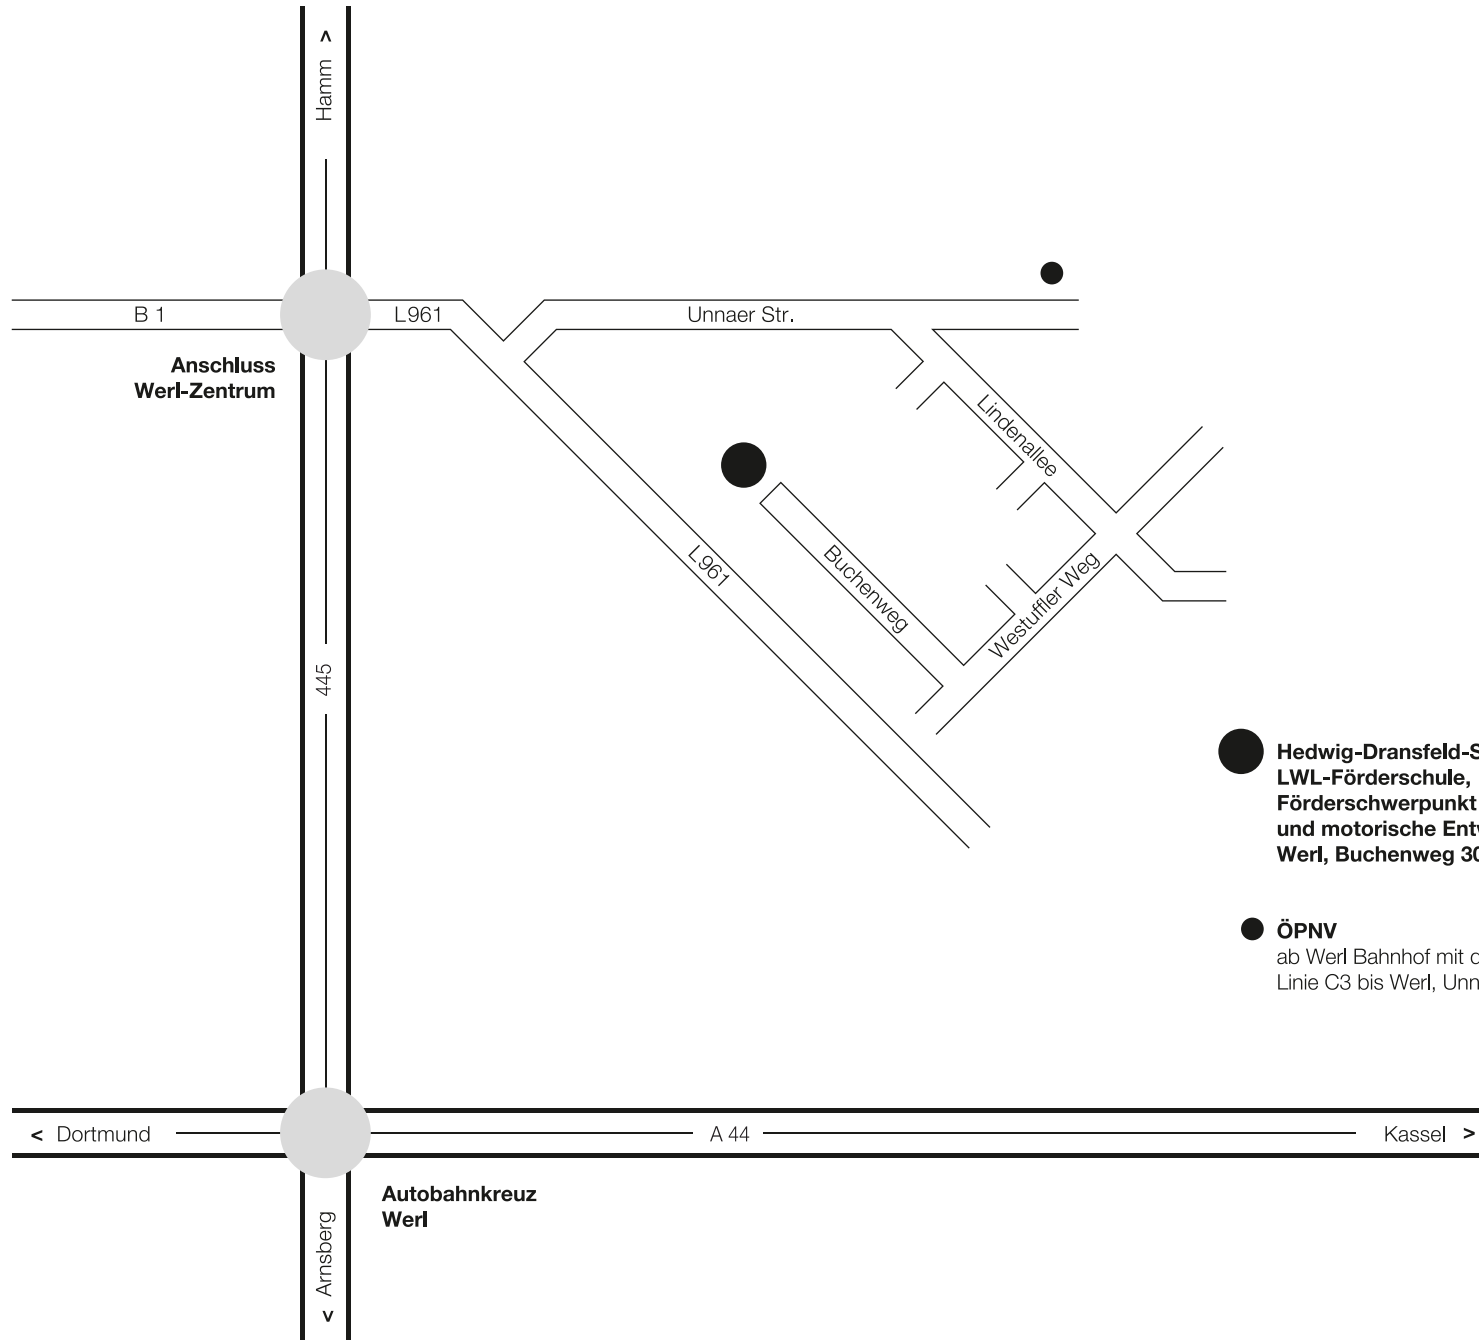 Hamm >
B 1
L961
Unnaer Str.
Anschluss
Werl-Zentrum
Lindenallee
L961
Buchenweg
Westuffler Weg
445
Hedwig-Dransfeld-S
LWL-Förderschule,
Förderschwerpunkt
und motorische Ent
Werl, Buchenweg 30
ÖPNV
ab Werl Bahnhof mit
Linie C3 bis Werl, Unn
< Dortmund
A 44
Kassel >
Autobahnkreuz
Werl
< Arnsberg